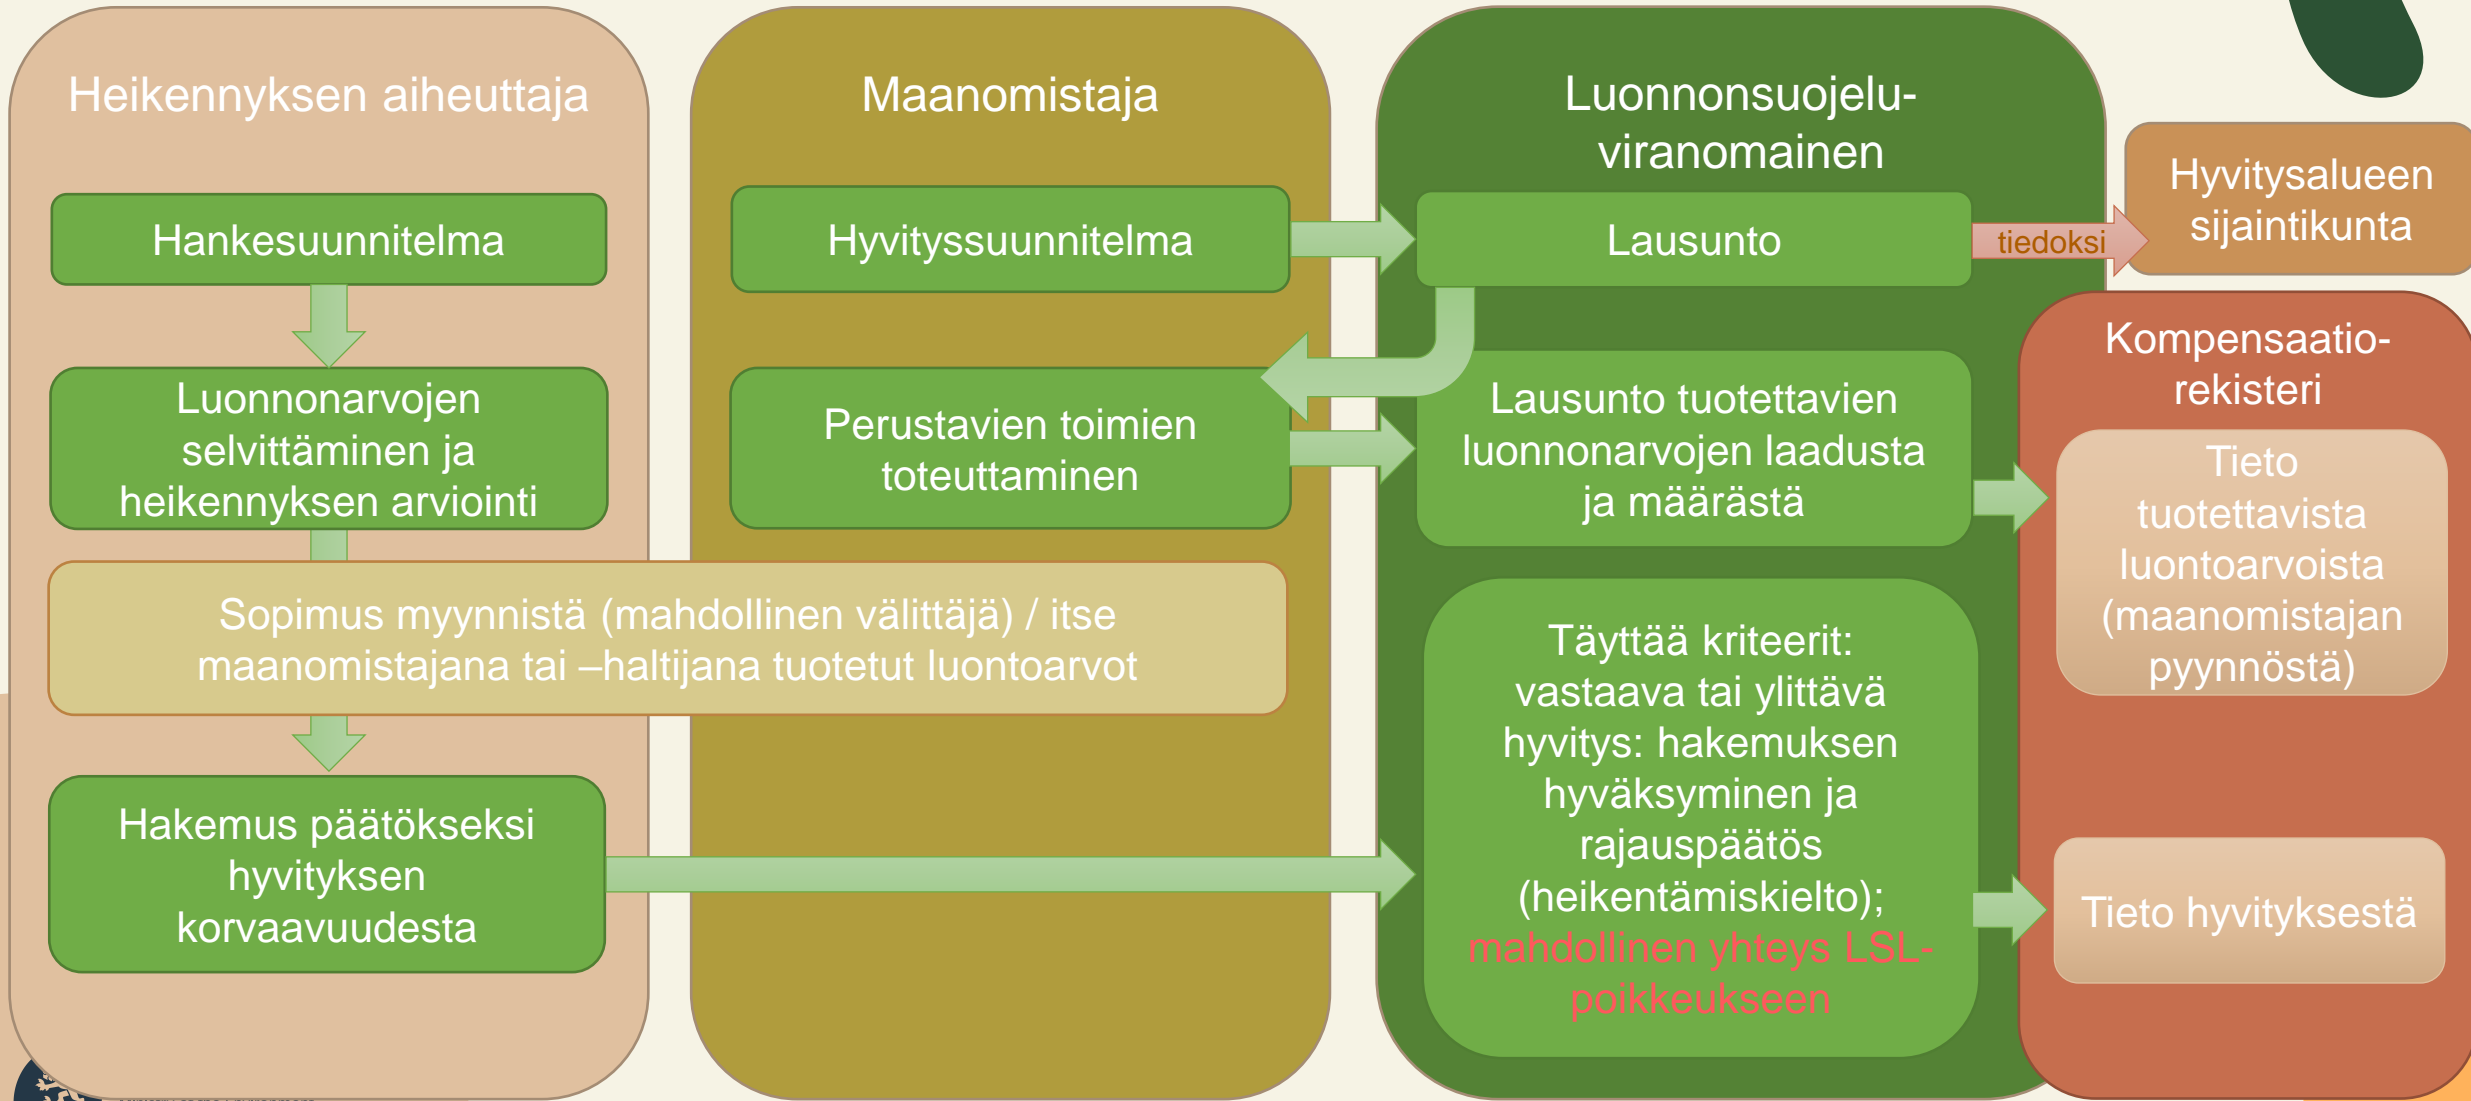 Heikennyksen aiheuttaja
Hankesuunnitelma
Luonnonarvojen
selvittäminen ja
heikennyksen arviointi
Sopimus myynnistä (mahdollinen välittäjä) / itse
maanomistajana tai –haltijana tuotetut luontoarvot
Hakemus päätökseksi
hyvityksen
korvaavuudesta
Maanomistaja
Hyvityssuunnitelma
Perustavien toimien
toteuttaminen
Luonnonsuojelu-
viranomainen
Lausunto
tiedoksi
Lausunto tuotettavien
luonnonarvojen laadusta
ja määrästä
Täyttää kriteerit:
vastaava tai ylittävä
hyvitys: hakemuksen
hyväksyminen ja
rajauspäätös
(heikentämiskielto);
mahdollinen yhteys LSL-
poikkeukseen
Hyvitysalueen
sijaintikunta
Kompensaatio-
rekisteri
Tieto
tuotettavista
luontoarvoista
(maanomistajan
pyynnöstä)
Tieto hyvityksestä